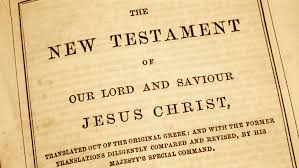 THE
NEW TESTAMENT
OF
OUR LORD AND SAVIOUR
JESUS CHRIST,
TRANSLATED OUT OF THE ORIGINAL GREEK: AND WITH THE FORMER
TRANSLATIONS DILIGENTLY COMPARED AND REVISED, BY HIS
MAJESTY'S SPECIAL COMMAND.